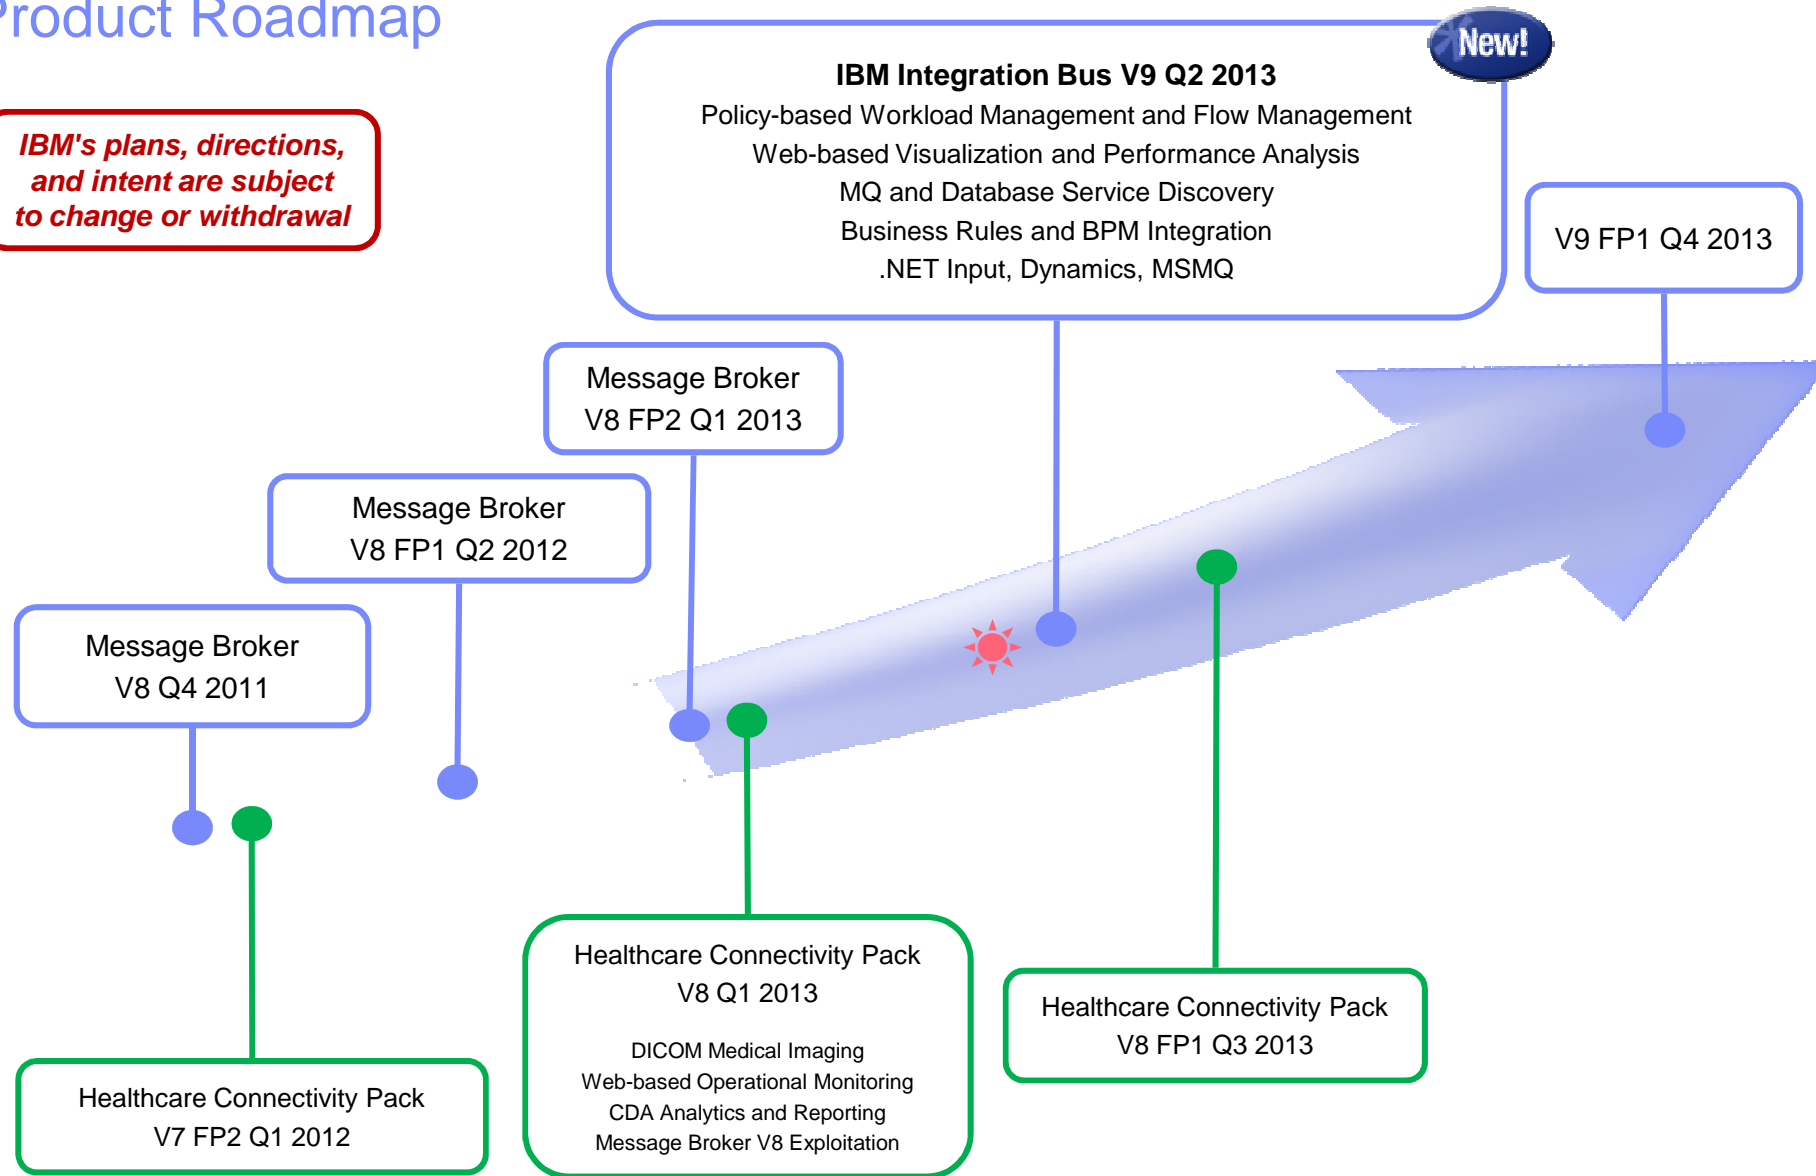 Product Roadmap
New!
IBM Integration Bus V9 Q2 2013
Policy-based Workload Management and Flow Management
Web-based Visualization and Performance Analysis
MQ and Database Service Discovery
Business Rules and BPM Integration
.NET Input, Dynamics, MSMQ
IBM's plans, directions,
and intent are subject
to change or withdrawal
V9 FP1 Q4 2013
Message Broker
V8 FP2 Q1 2013
Message Broker
V8 FP1 Q2 2012
Message Broker
V8 Q4 2011
Healthcare Connectivity Pack
V8 Q1 2013
DICOM Medical Imaging
Web-based Operational Monitoring
CDA Analytics and Reporting
Message Broker V8 Exploitation
Healthcare Connectivity Pack
V8 FP1 Q3 2013
Healthcare Connectivity Pack
V7 FP2 Q1 2012